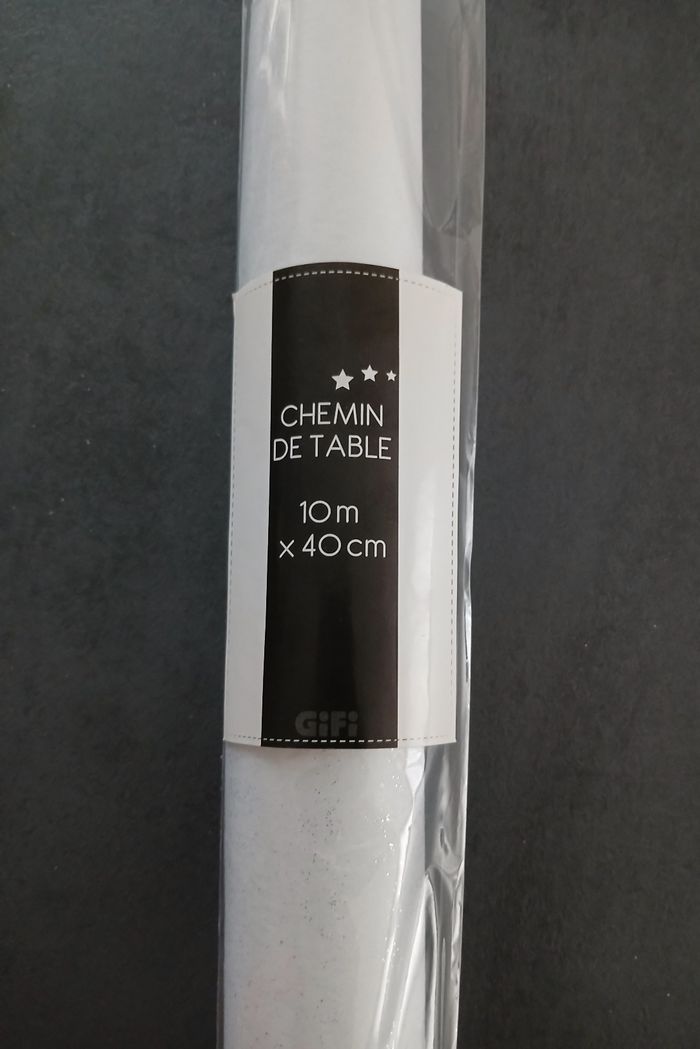 CHEMIN
DE TABLE
10 m
x 40 cm
GiFi